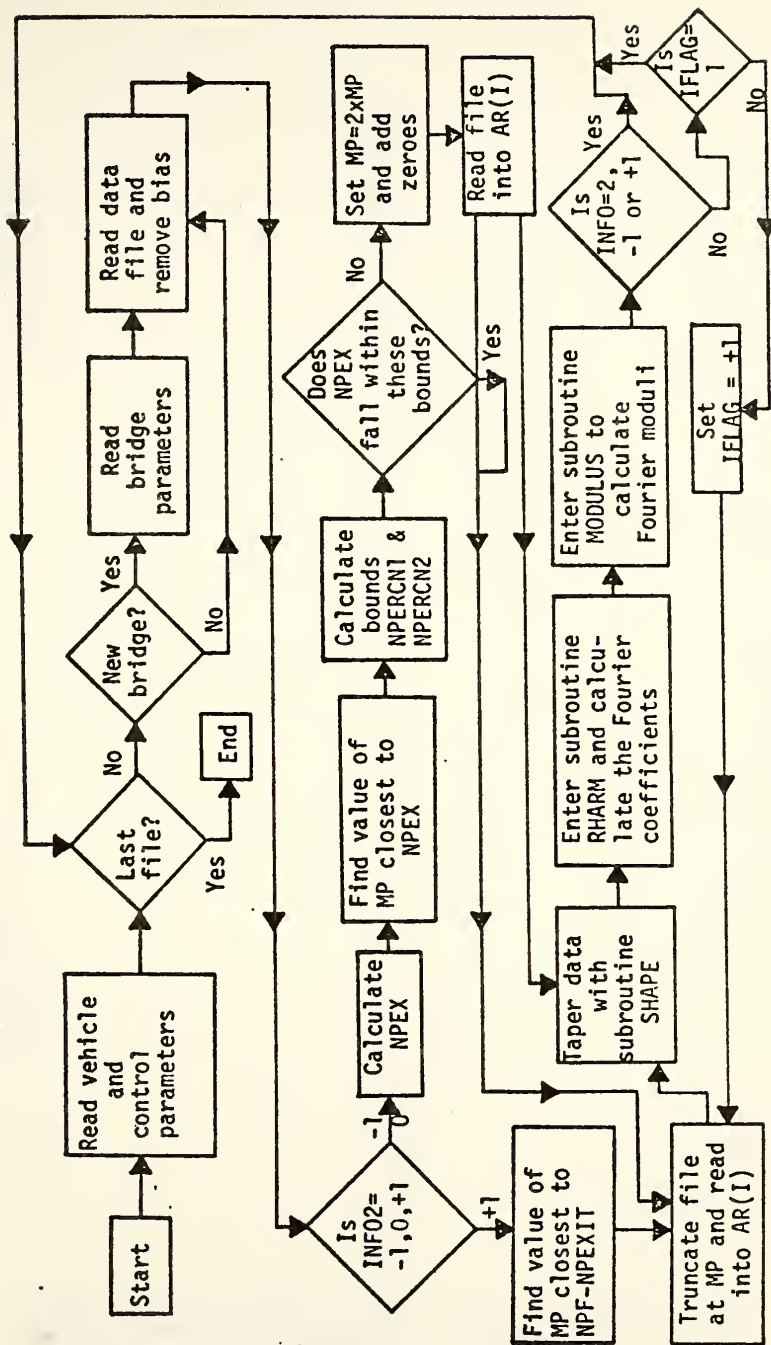 Start
Read vehicle
and
control
parameters
Last
file?
No
Yes
End
New
bridge?
Yes
No
Read
bridge
parameters
Read data
file and
remove bias
Is
INFO2=
-1,0,+1
-1
0
+1
Calculate
NPEX
Find value of
MP closest to
NPEX
Calculate
bounds
NPERCN1 &
NPERCN2
Does
NPEX
fall within
these
bounds?
No
Yes
Set MP=2xMP
and add
zeroes
Read file
into AR(I)
Find value of
MP closest to
NPF-NPEXIT
Truncate file
at MP and read
into AR(I)
Taper data
with
subroutine
SHAPE
Enter subroutine
RHARM and calcu-
late the Fourier
coefficients
Enter subroutine
MODULUS to
calculate
Fourier moduli
Is
INFO=2,
-1 or +1
Yes
No
Is
IFLAG=
1
Yes
No
Set
IFLAG = +1